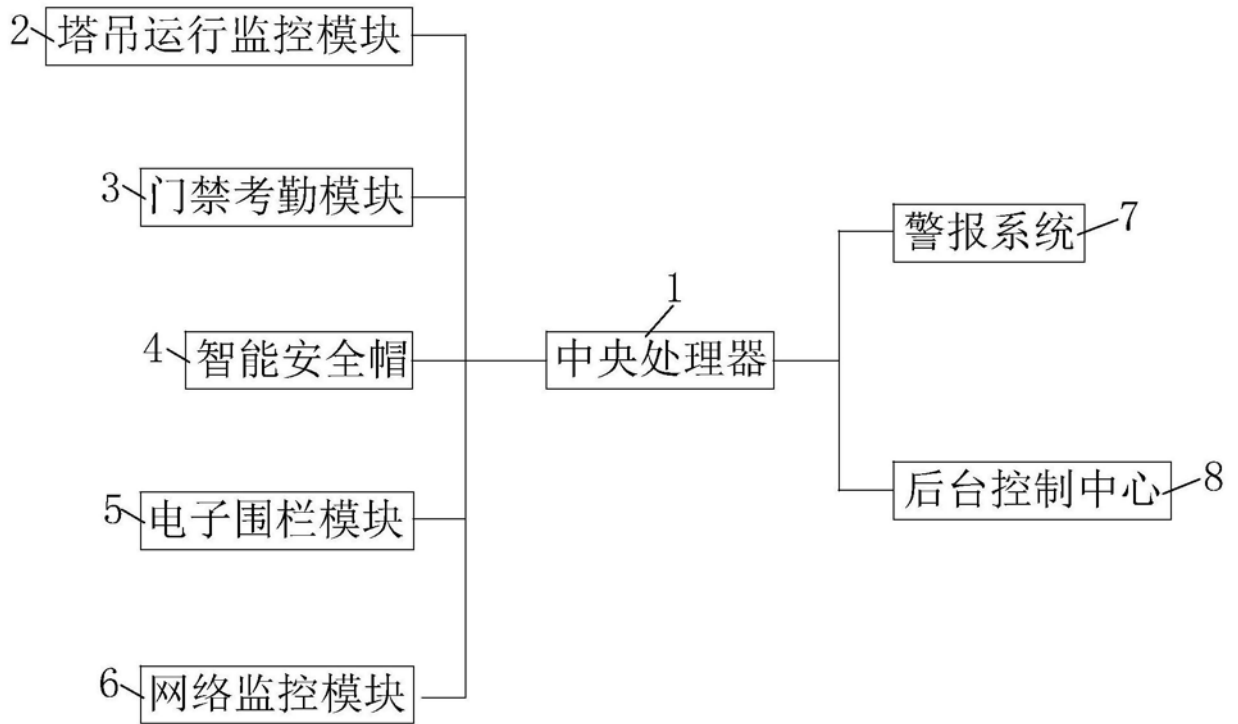 2 塔吊运行监控模块
3 门禁考勤模块
4 智能安全帽
5 电子围栏模块
6 网络监控模块
1
中央处理器
警报系统 7
后台控制中心 8